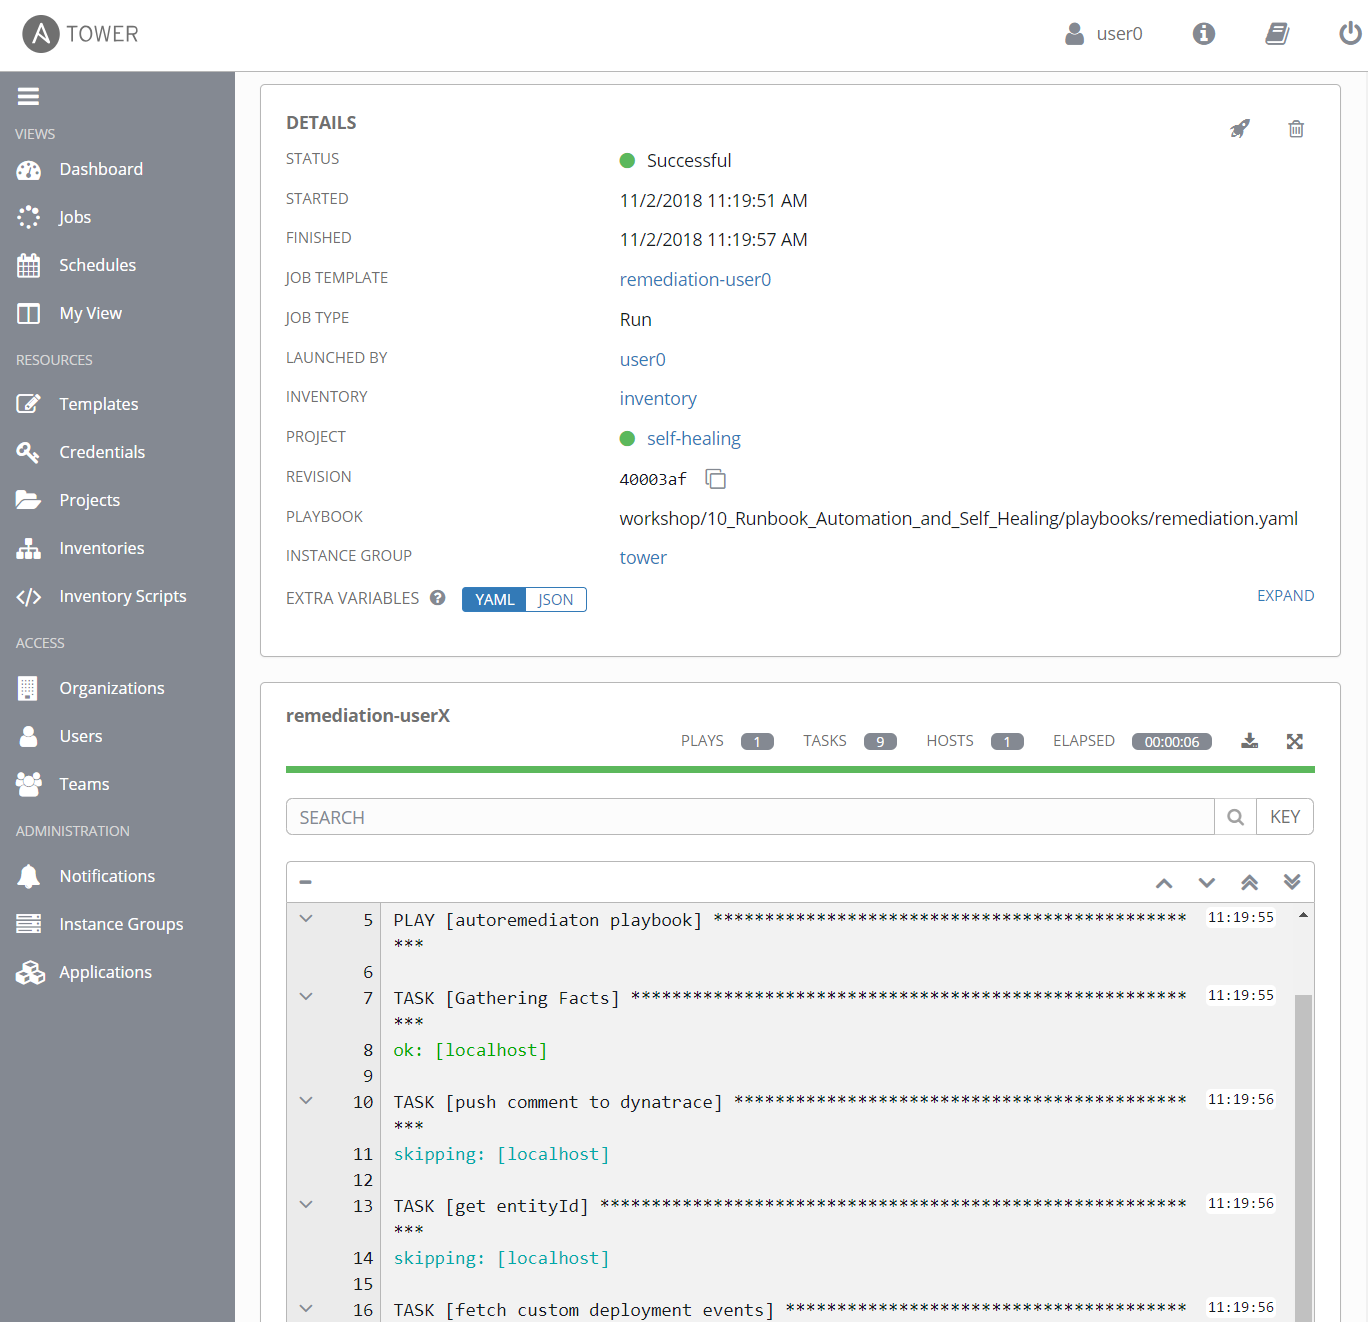 TOWER
user0
VIEWS
Dashboard
Jobs
Schedules
My View
RESOURCES
Templates
Credentials
Projects
Inventories
Inventory Scripts
ACCESS
Organizations
Users
Teams
ADMINISTRATION
Notifications
Instance Groups
Applications
DETAILS
STATUS Successful
STARTED 11/2/2018 11:19:51 AM
FINISHED 11/2/2018 11:19:57 AM
JOB TEMPLATE remediation-user0
JOB TYPE Run
LAUNCHED BY user0
INVENTORY inventory
PROJECT self-healing
REVISION 40003af
PLAYBOOK workshop/10_Runbook_Automation_and_Self_Healing/playbooks/remediation.yaml
INSTANCE GROUP tower
EXTRA VARIABLES YAML JSON EXPAND
remediation-userX
PLAYS 1 TASKS 9 HOSTS 1 ELAPSED 00:00:06
SEARCH KEY
5 PLAY [autoremediaton playbook] ********************************************** 11:19:55
***
6
7 TASK [Gathering Facts] ****************************************************** 11:19:55
***
8 ok: [localhost]
9
10 TASK [push comment to dynatrace] ******************************************** 11:19:56
***
11 skipping: [localhost]
12
13 TASK [get entityId] ********************************************************* 11:19:56
***
14 skipping: [localhost]
15
16 TASK [fetch custom deployment events] *************************************** 11:19:56